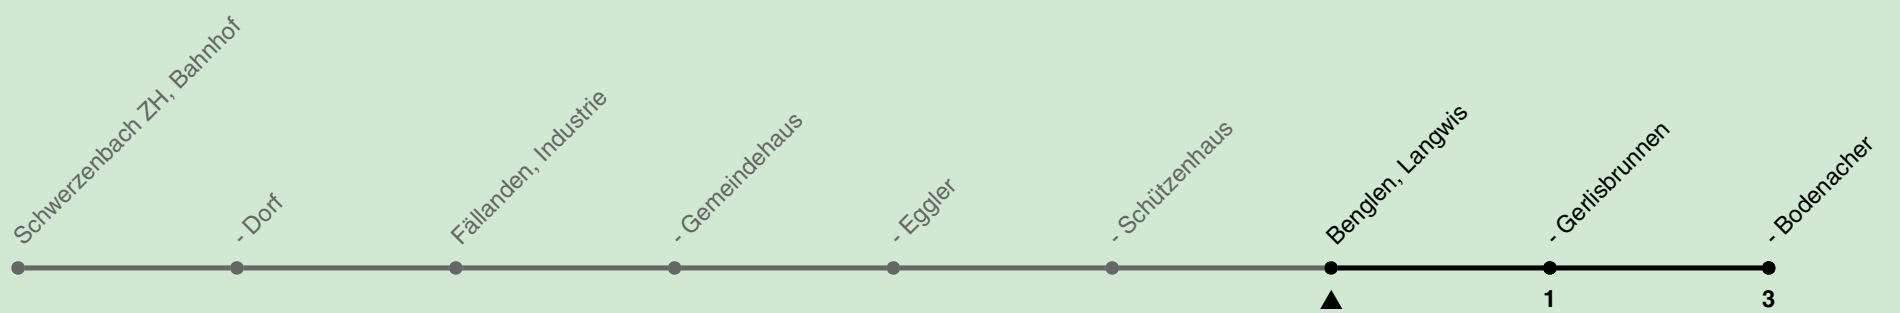 Schwerzenbach ZH, Bahnhof
- Dorf
Fällanden, Industrie
- Gemeindehaus
- Eggler
- Schützenhaus
Benglen, Langwis
- Gerlisbrunnen
- Bodenacher
1
3